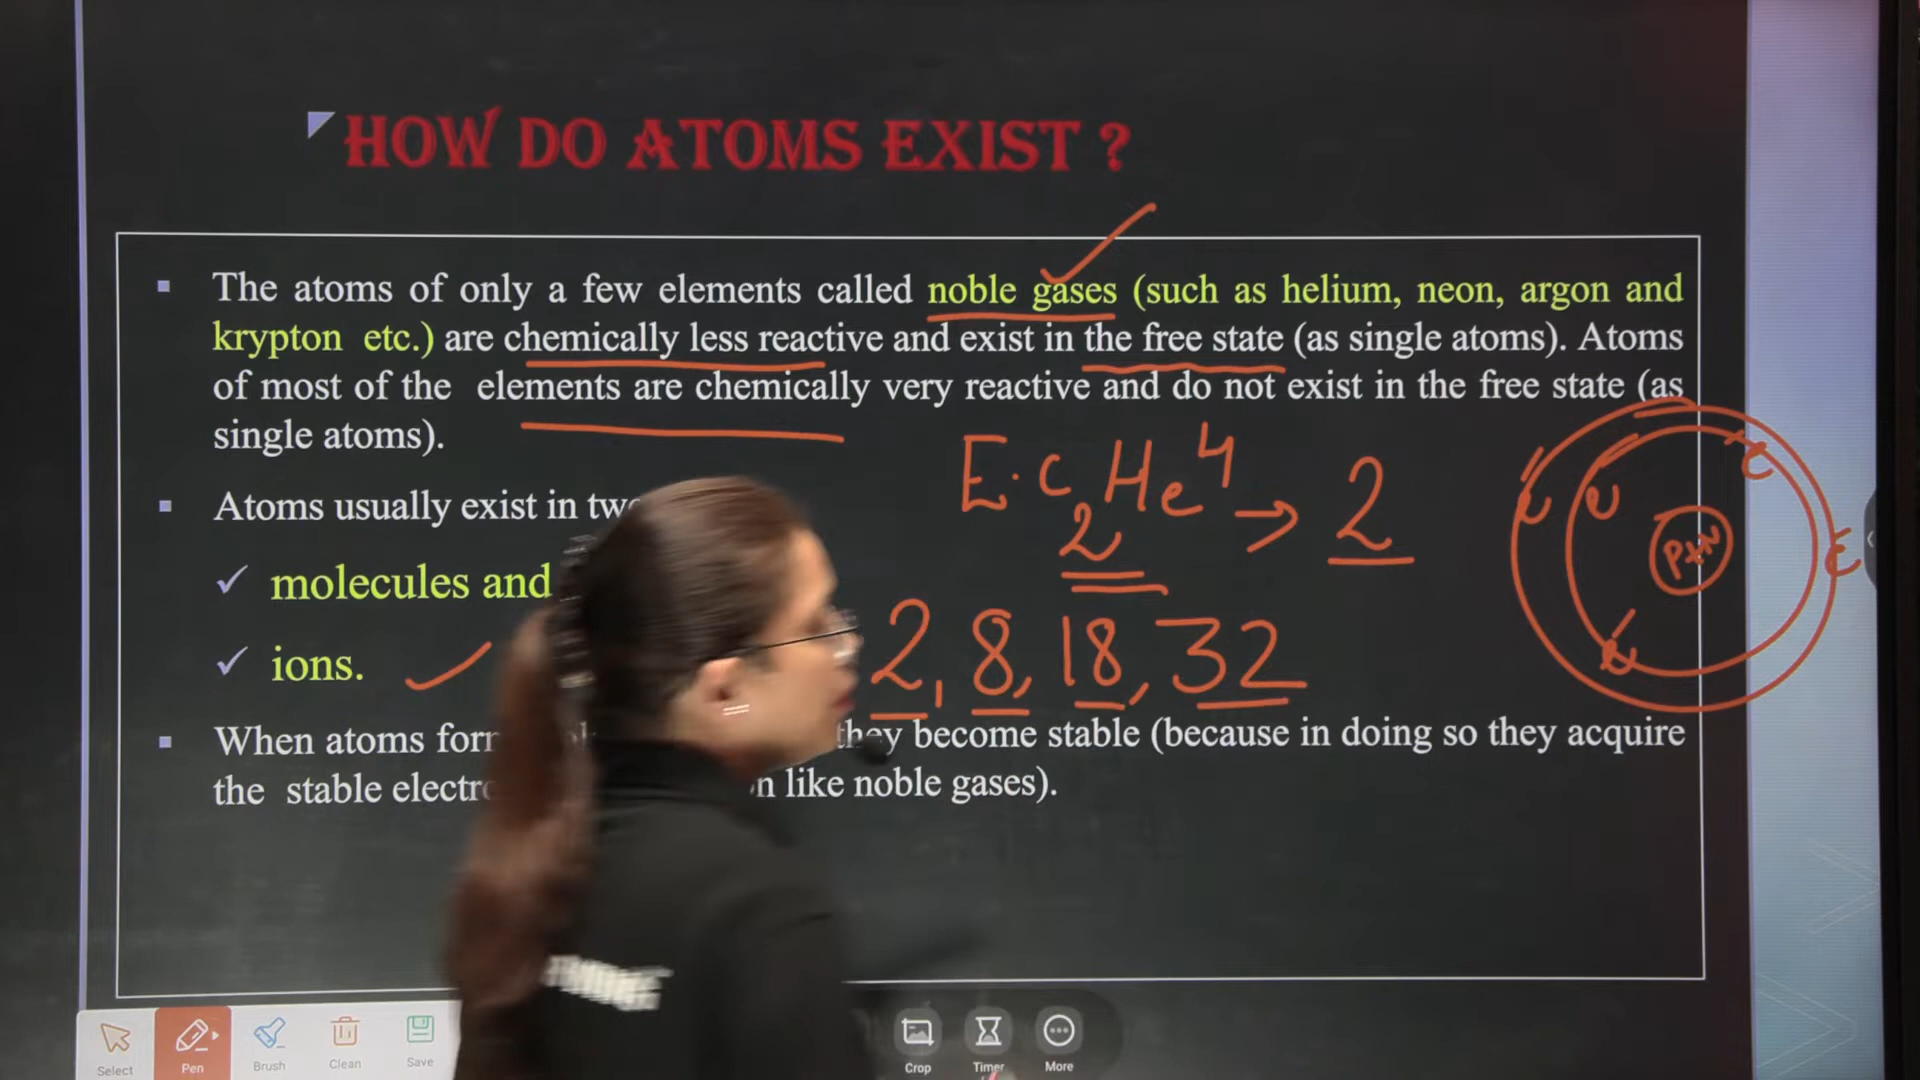 HOW DO ATOMS EXIST ?
▪ The atoms of only a few elements called noble gases (such as helium, neon, argon and
krypton etc.) are chemically less reactive and exist in the free state (as single atoms). Atoms
of most of the elements are chemically very reactive and do not exist in the free state (as
single atoms).
E.C 2He4 → 2
P+N
▪ Atoms usually exist in
✓ molecules and
2, 8, 18, 32
✓ ions.
▪ When atoms they become stable (because in doing so they acquire
the stable like noble gases).
Select
Pen
Brush
Clean
Save
Crop
Timer
More